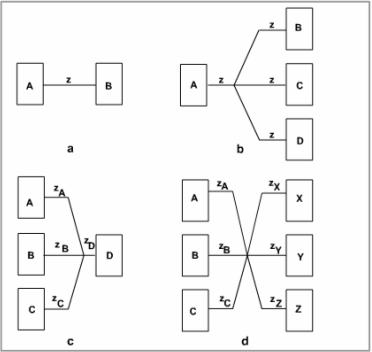 A z B
a
A z
z B
z C
z D
b
A zA
B zB
C zC
zD D
c
A zA
B zB
C zC
zX X
zY Y
zZ Z
d